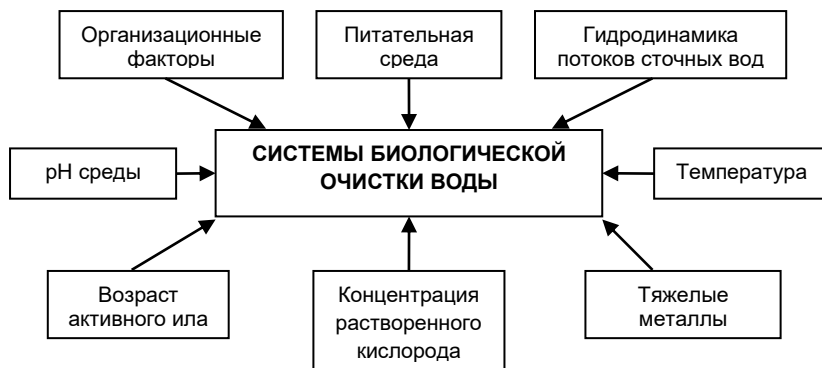 Организационные
факторы
Питательная
среда
Гидродинамика
потоков сточных вод
pH среды
СИСТЕМЫ БИОЛОГИЧЕСКОЙ
ОЧИСТКИ ВОДЫ
Температура
Возраст
активного ила
Концентрация
растворенного
кислорода
Тяжелые
металлы